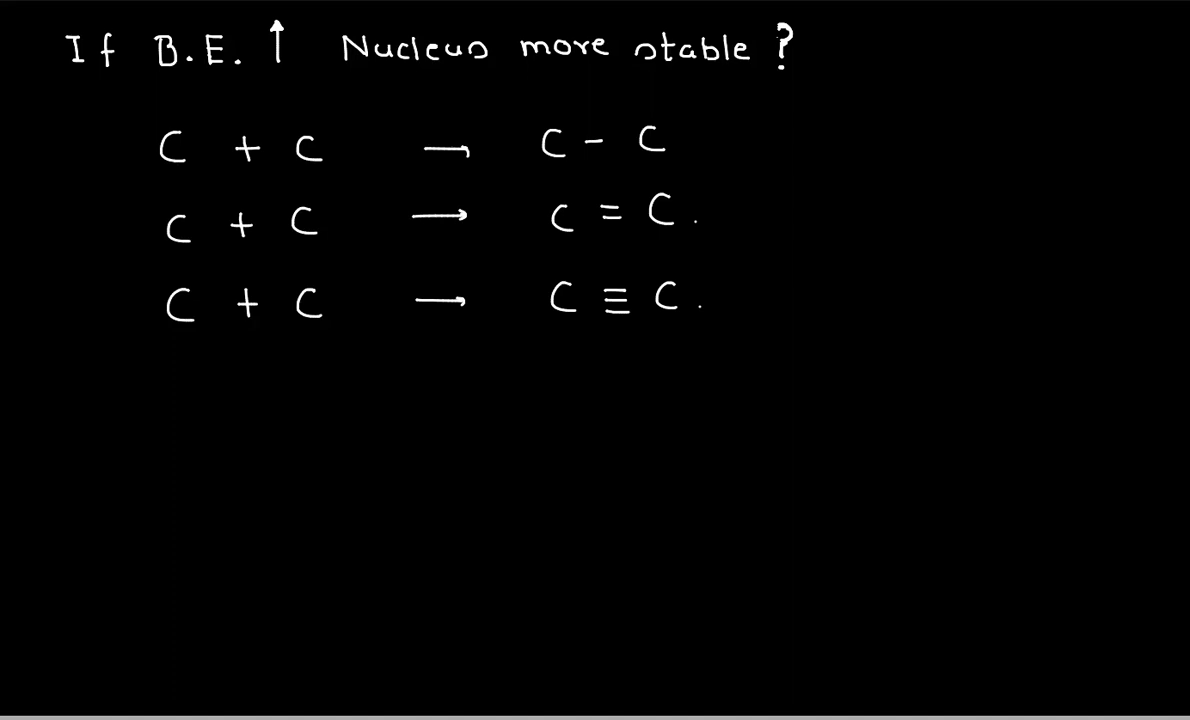 If B.E. ↑ Nucleus more stable ?
C + C → C - C
C + C → C = C.
C + C → C ≡ C.